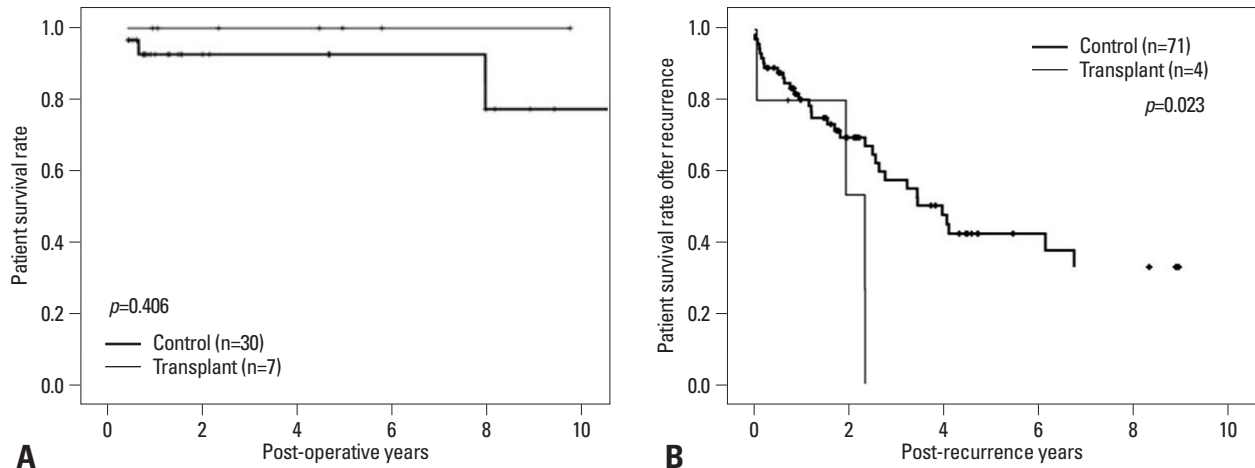 1.0
0.8
0.6
0.4
0.2
0.0
Patient survival rate
p=0.406
Control (n=30)
Transplant (n=7)
0 2 4 6 8 10
Post-operative years
A
1.0
0.8
0.6
0.4
0.2
0.0
Patient survival rate after recurrence
Control (n=71)
Transplant (n=4)
p=0.023
0 2 4 6 8 10
Post-recurrence years
B